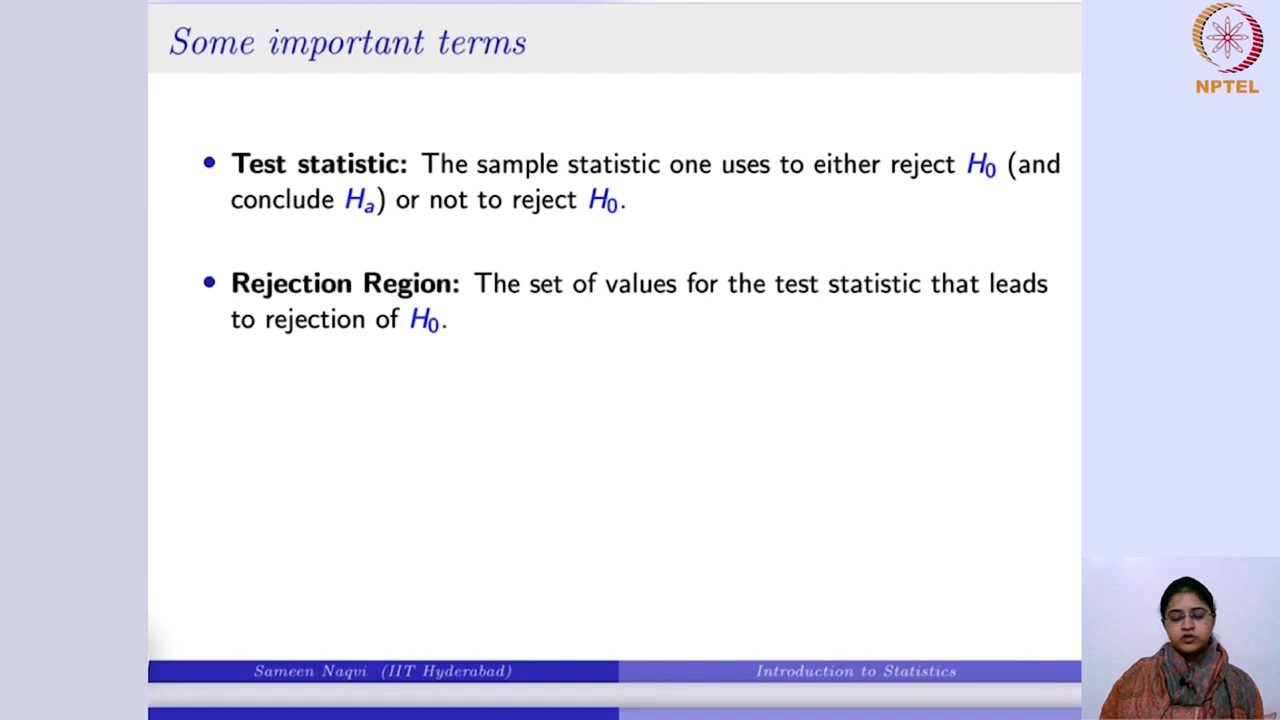 Some important terms
NPTEL
• Test statistic: The sample statistic one uses to either reject H₀ (and
conclude Hₐ) or not to reject H₀.
• Rejection Region: The set of values for the test statistic that leads
to rejection of H₀.
Sameen Naqvi (IIT Hyderabad)
Introduction to Statistics